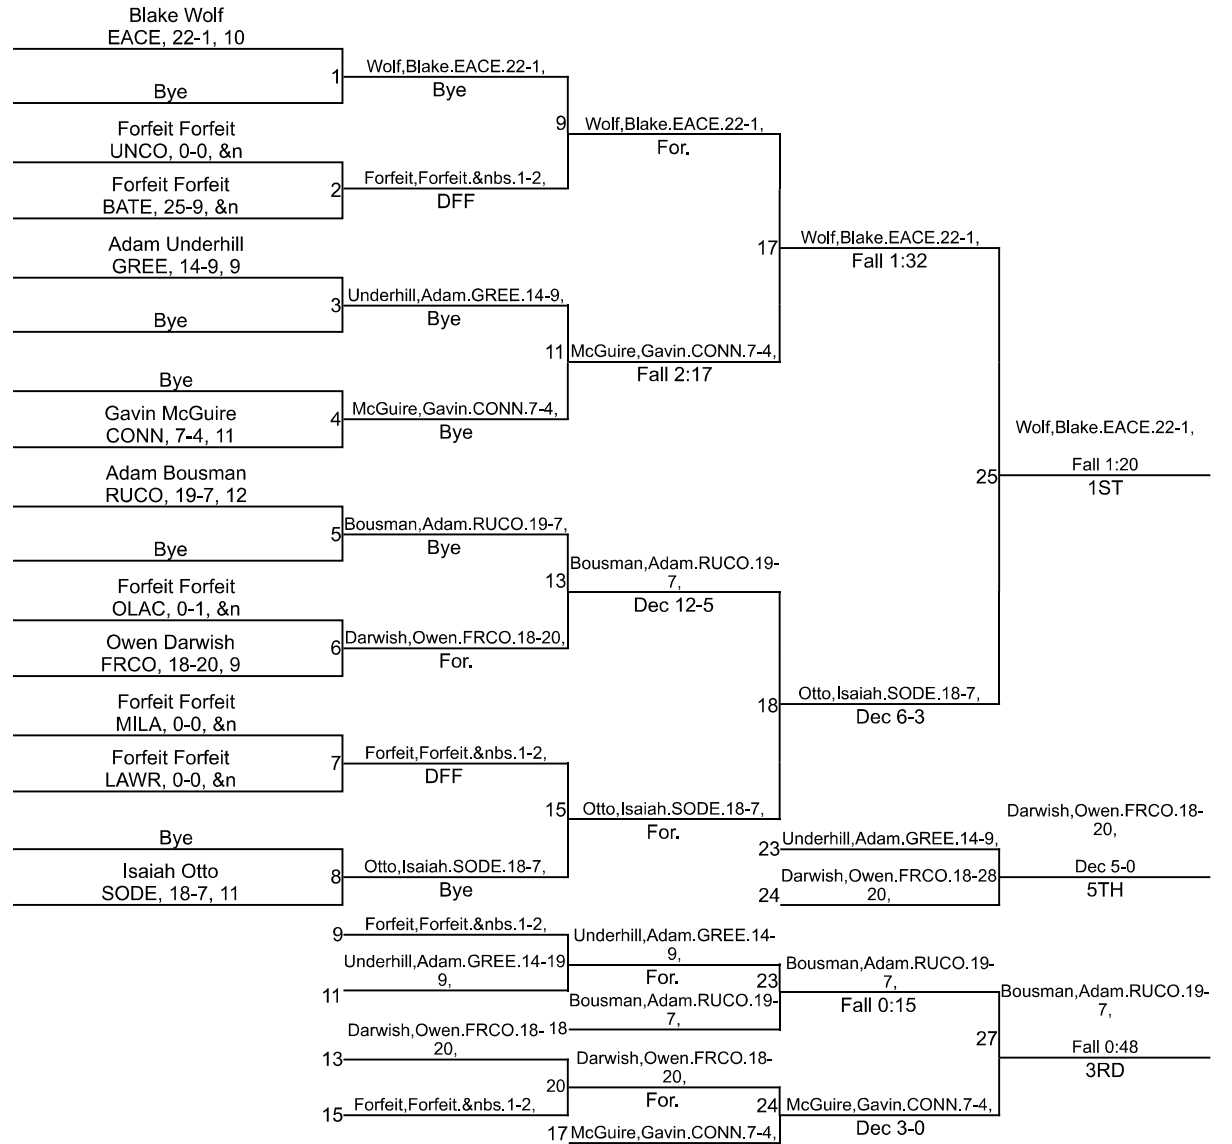 Blake Wolf
EACE, 22-1, 10
Bye
1
Wolf,Blake.EACE.22-1,
Bye
Forfeit Forfeit
UNCO, 0-0, &n
Forfeit Forfeit
BATE, 25-9, &n
2
Forfeit,Forfeit.&nbs.1-2,
DFF
9
Wolf,Blake.EACE.22-1,
For.
Adam Underhill
GREE, 14-9, 9
Bye
3
Underhill,Adam.GREE.14-9,
Bye
Bye
Gavin McGuire
CONN, 7-4, 11
4
McGuire,Gavin.CONN.7-4,
Bye
11
McGuire,Gavin.CONN.7-4,
Fall 2:17
17
Wolf,Blake.EACE.22-1,
Fall 1:32
Adam Bousman
RUCO, 19-7, 12
Bye
5
Bousman,Adam.RUCO.19-7,
Bye
Forfeit Forfeit
OLAC, 0-1, &n
Owen Darwish
FRCO, 18-20, 9
6
Darwish,Owen.FRCO.18-20,
For.
13
Bousman,Adam.RUCO.19-
7,
Dec 12-5
Forfeit Forfeit
MILA, 0-0, &n
Forfeit Forfeit
LAWR, 0-0, &n
7
Forfeit,Forfeit.&nbs.1-2,
DFF
Bye
Isaiah Otto
SODE, 18-7, 11
8
Otto,Isaiah.SODE.18-7,
Bye
15
Otto,Isaiah.SODE.18-7,
For.
18
Otto,Isaiah.SODE.18-7,
Dec 6-3
25
Wolf,Blake.EACE.22-1,
Fall 1:20
1ST
23
Underhill,Adam.GREE.14-9,
24
Darwish,Owen.FRCO.18-28
20,
Darwish,Owen.FRCO.18-
20,
Dec 5-0
5TH
9
Forfeit,Forfeit.&nbs.1-2,
11
Underhill,Adam.GREE.14-19
9,
Underhill,Adam.GREE.14-
9,
For.
18
Bousman,Adam.RUCO.19-
7,
23
Bousman,Adam.RUCO.19-
7,
Fall 0:15
13
Darwish,Owen.FRCO.18-
20,
15
Forfeit,Forfeit.&nbs.1-2,
20
Darwish,Owen.FRCO.18-
20,
For.
17
McGuire,Gavin.CONN.7-4,
24
McGuire,Gavin.CONN.7-4,
Dec 3-0
27
Bousman,Adam.RUCO.19-
7,
Fall 0:48
3RD